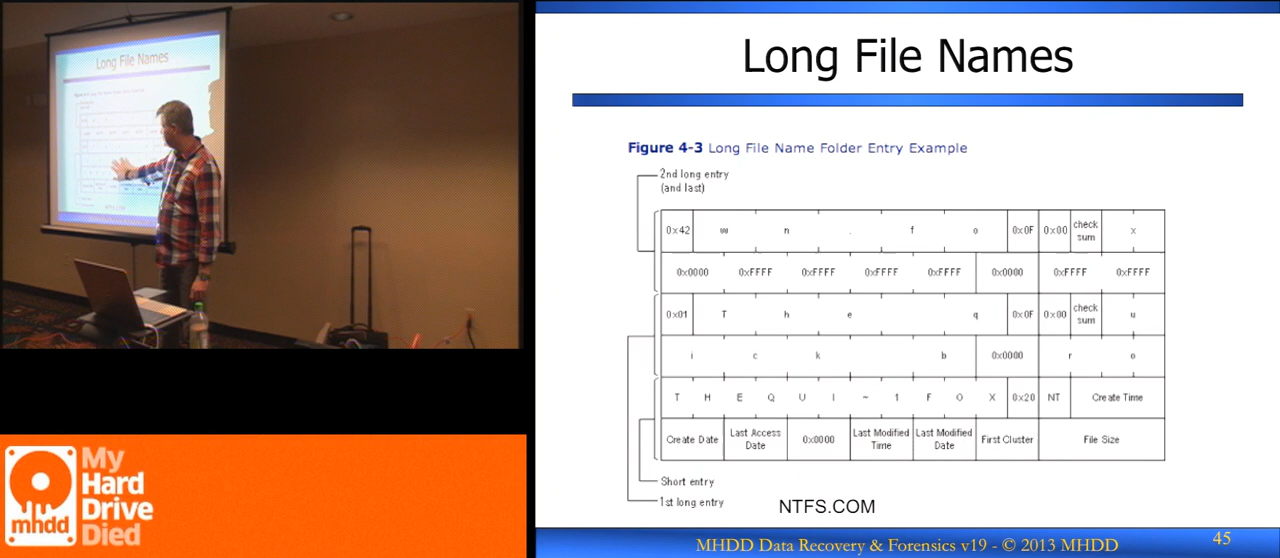 Long File Names
Long File Names
Figure 4-3 Long File Name Folder Entry Example
2nd long entry
(and last)
0x42 w n . f o 0x0F 0x00 check sum x
0x0000 0xFFFF 0xFFFF 0xFFFF 0xFFFF 0x0000 0xFFFF 0xFFFF
0x01 T h e q 0x0F 0x00 check sum u
i c k b 0x0000 r o
T H E Q U I ~ 1 F O X 0x20 NT Create Time
Create Date Last Access Date 0x0000 Last Modified Time Last Modified Date First Cluster File Size
Short entry
1st long entry
NTFS.COM
MHDD Data Recovery & Forensics v19 - © 2013 MHDD
45
mhdd
My
Hard
Drive
Died